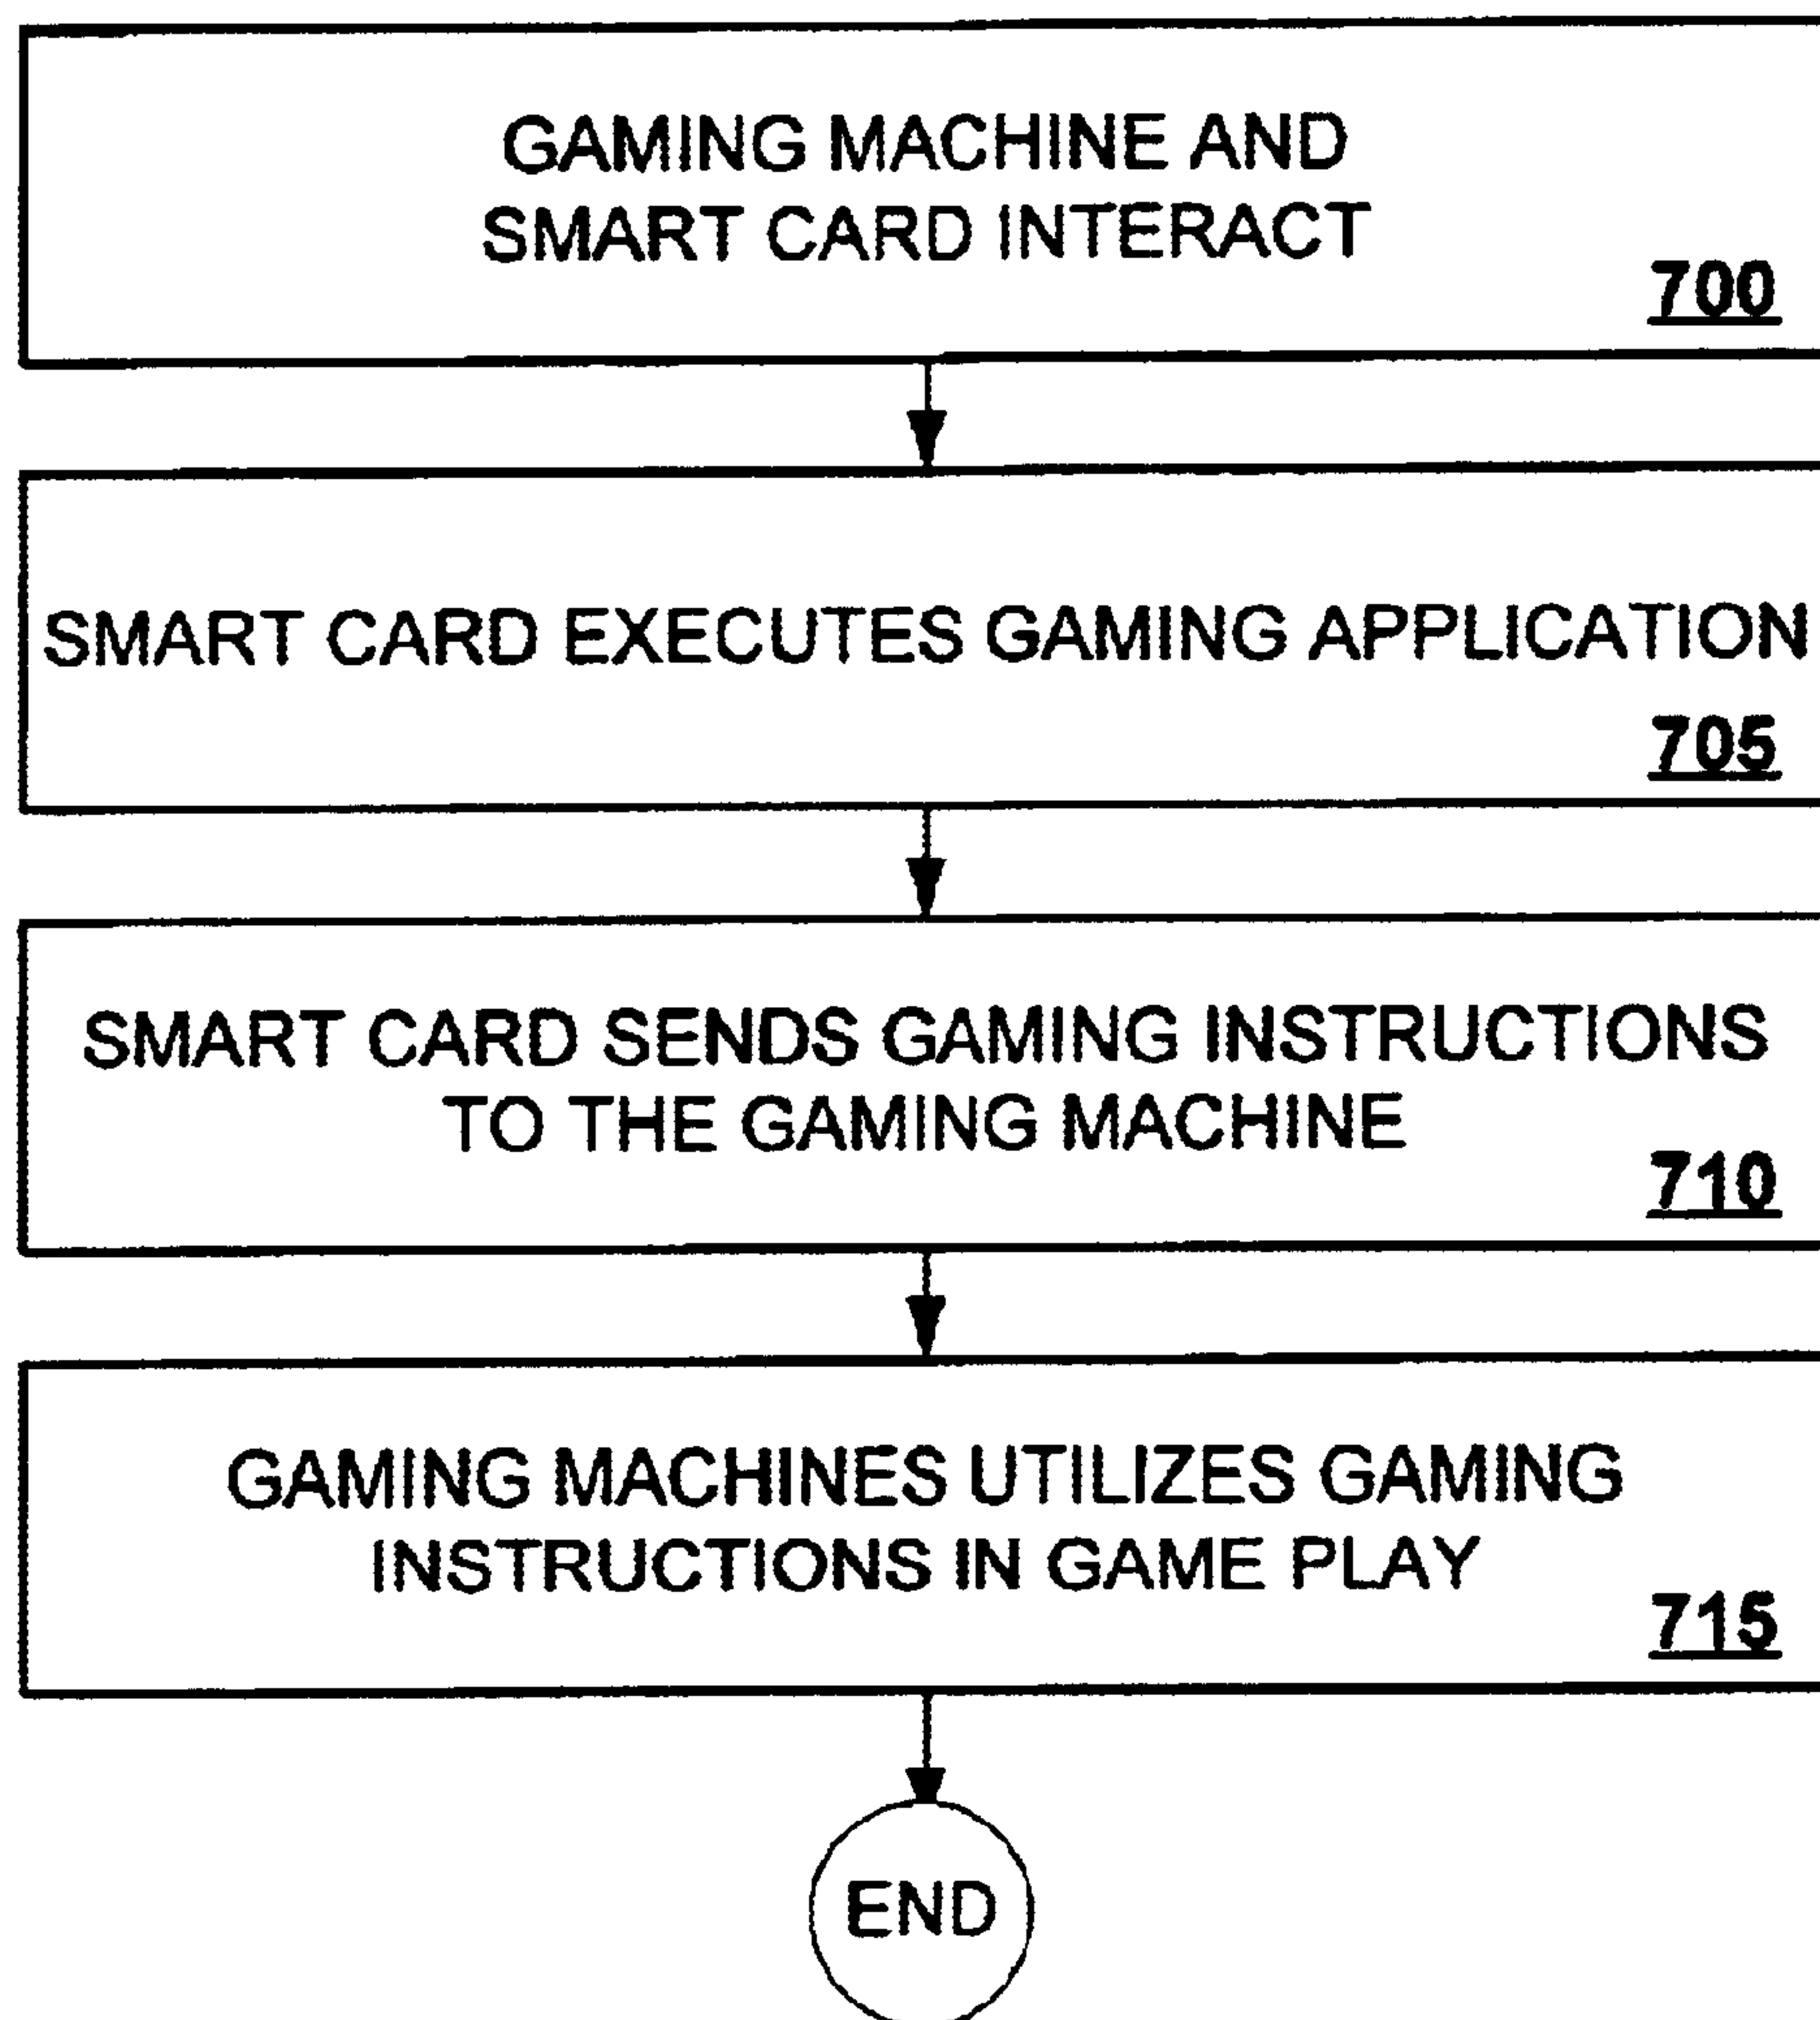 GAMING MACHINE AND
SMART CARD INTERACT
700
SMART CARD EXECUTES GAMING APPLICATION
705
SMART CARD SENDS GAMING INSTRUCTIONS
TO THE GAMING MACHINE
710
GAMING MACHINES UTILIZES GAMING
INSTRUCTIONS IN GAME PLAY
715
END